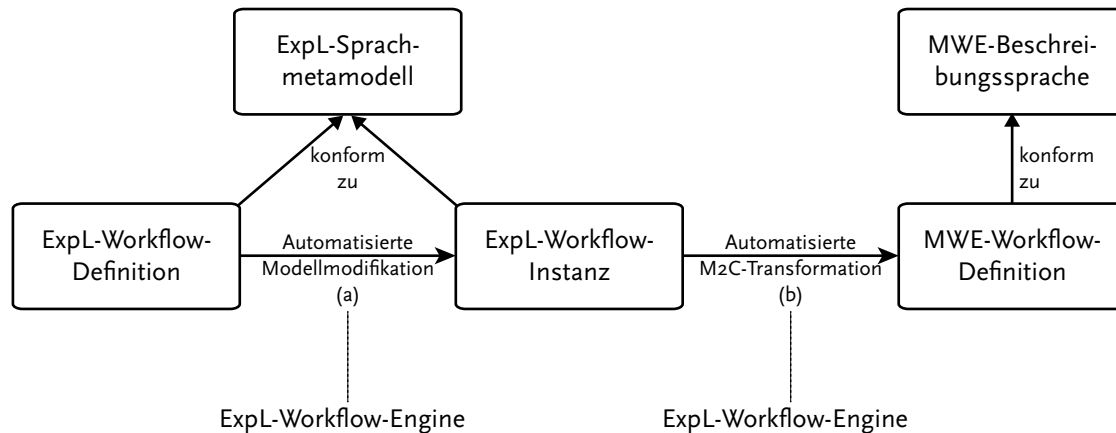 ExpL-Sprach-
metamodell
MWE-Beschrei-
bungssprache
konform
zu
konform
zu
ExpL-Workflow-
Definition
Automatisierte
Modellmodifikation
(a)
ExpL-Workflow-
Instanz
Automatisierte
M2C-Transformation
(b)
MWE-Workflow-
Definition
ExpL-Workflow-Engine
ExpL-Workflow-Engine